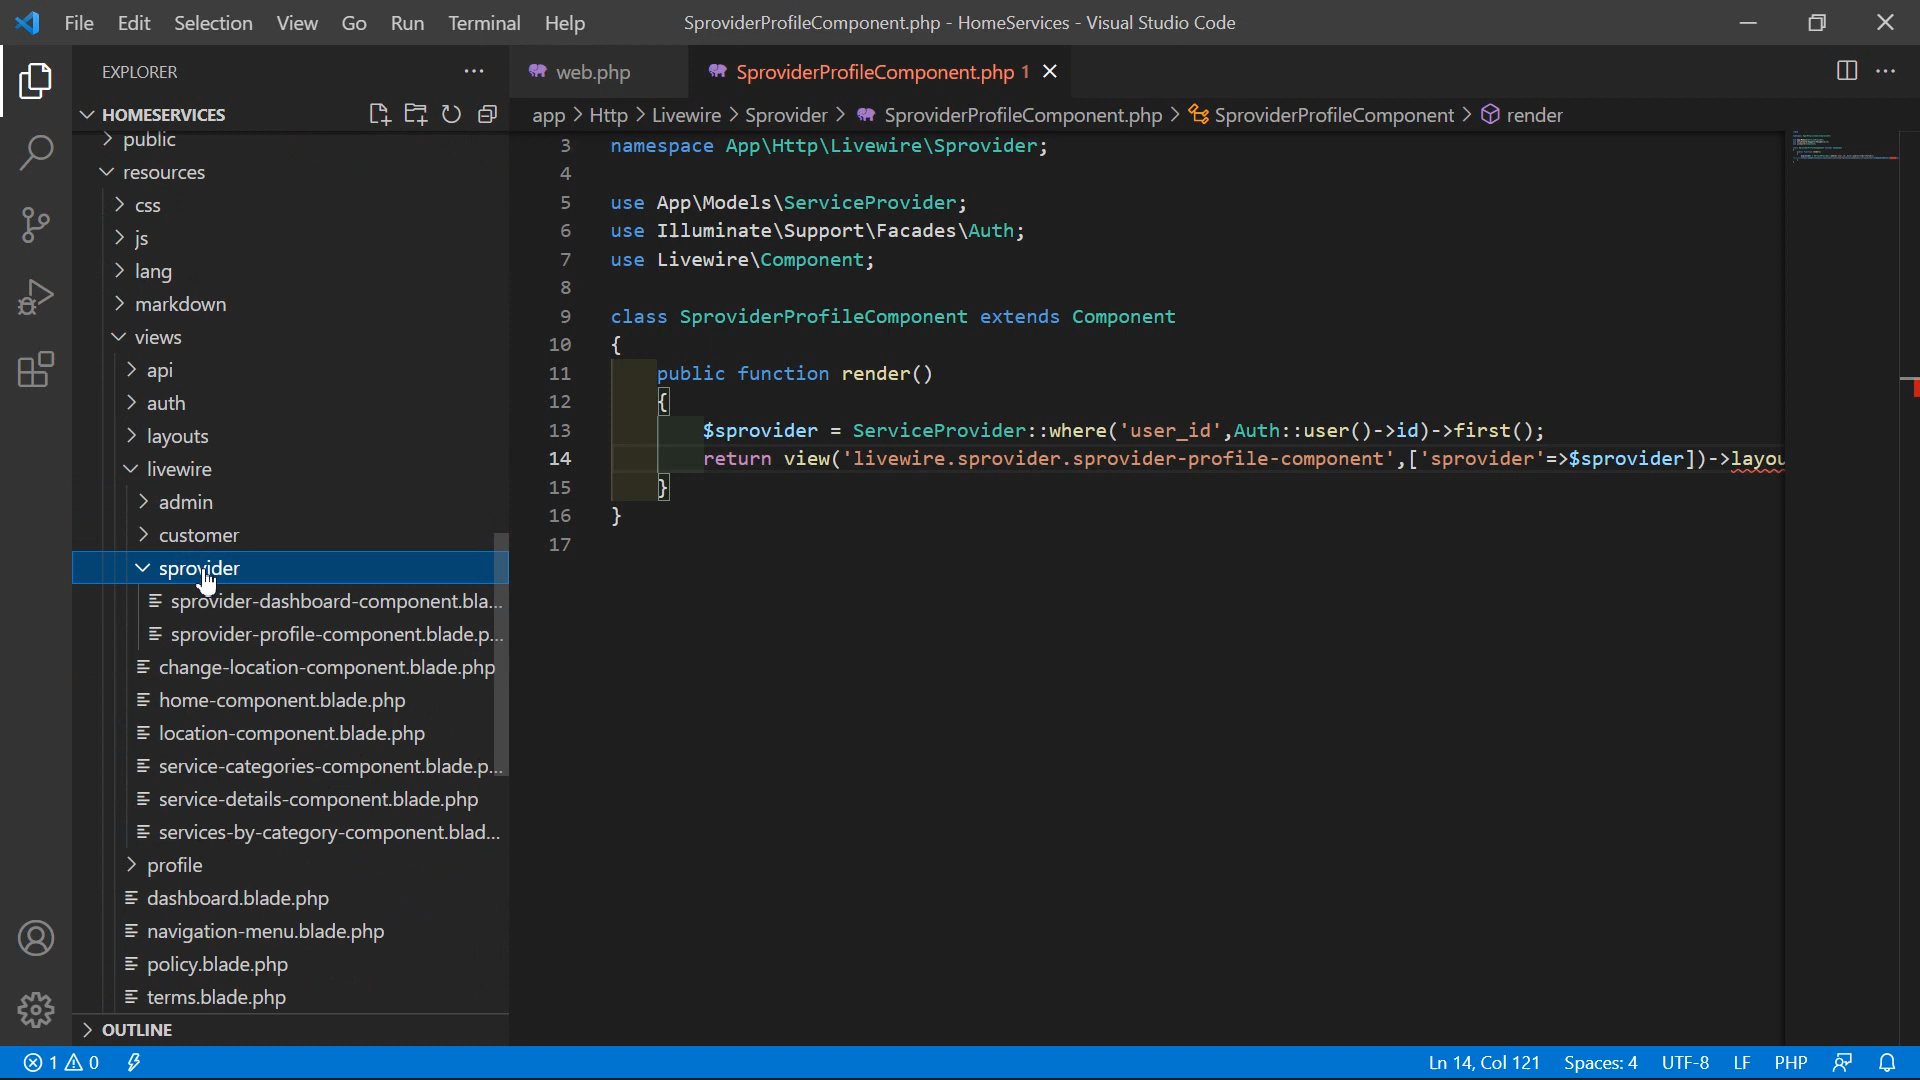 File Edit Selection View Go Run Terminal Help
SproviderProfileComponent.php - HomeServices - Visual Studio Code
EXPLORER
HOMESERVICES
public
resources
css
js
lang
markdown
views
api
auth
layouts
livewire
admin
customer
sprovider
sprovider-dashboard-component.bla...
sprovider-profile-component.blade.p...
change-location-component.blade.php
home-component.blade.php
location-component.blade.php
service-categories-component.blade.p...
service-details-component.blade.php
services-by-category-component.blad...
profile
dashboard.blade.php
navigation-menu.blade.php
policy.blade.php
terms.blade.php
OUTLINE
web.php
SproviderProfileComponent.php 1
app > Http > Livewire > Sprovider > SproviderProfileComponent.php > SproviderProfileComponent > render
3 namespace App\Http\Livewire\Sprovider;
4
5 use App\Models\ServiceProvider;
6 use Illuminate\Support\Facades\Auth;
7 use Livewire\Component;
8
9 class SproviderProfileComponent extends Component
10 {
11 public function render()
12 {
13 $sprovider = ServiceProvider::where('user_id',Auth::user()->id)->first();
14 return view('livewire.sprovider.sprovider-profile-component',['sprovider'=>$sprovider])->layou
15 }
16 }
17
1 0
Ln 14, Col 121 Spaces: 4 UTF-8 LF PHP